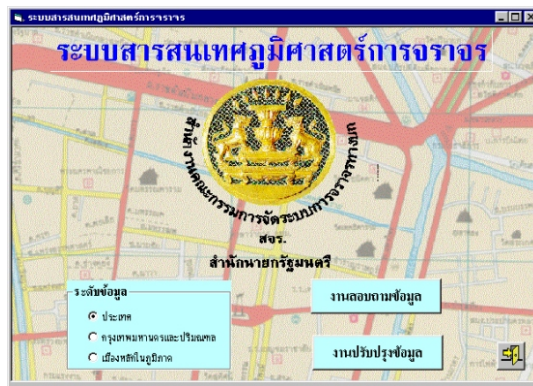 ระบบสารสนเทศภูมิศาสตร์การจราจร
ระบบสารสนเทศภูมิศาสตร์การจราจร
สำนักงานคณะกรรมการจัดระบบการจราจรทางบก
สจร.
สำนักนายกรัฐมนตรี
ระดับข้อมูล
ประเทศ
กรุงเทพมหานครและปริมณฑล
เมืองหลักในภูมิภาค
งานสอบถามข้อมูล
งานปรับปรุงข้อมูล